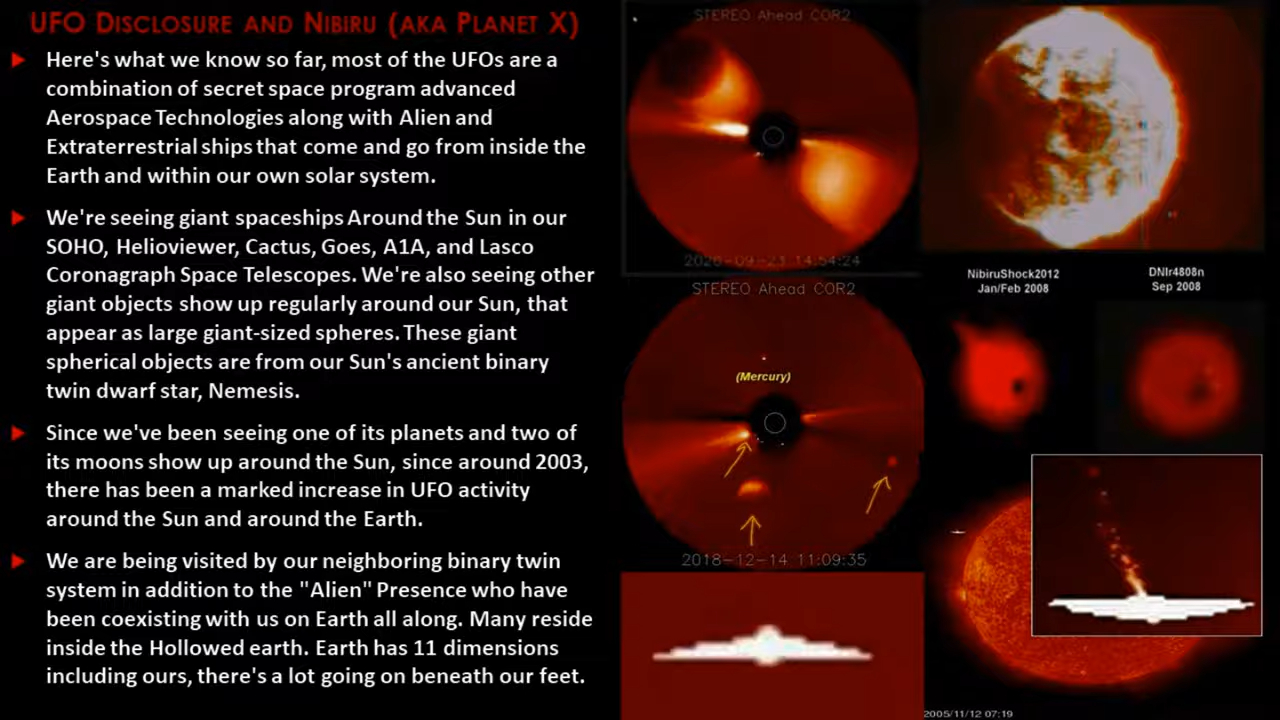 UFO Disclosure and Nibiru (aka Planet X)
Here's what we know so far, most of the UFOs are a
combination of secret space program advanced
Aerospace Technologies along with Alien and
Extraterrestrial ships that come and go from inside the
Earth and within our own solar system.
We're seeing giant spaceships Around the Sun in our
SOHO, Helioviewer, Cactus, Goes, A1A, and Lasco
Coronagraph Space Telescopes. We're also seeing other
giant objects show up regularly around our Sun, that
appear as large giant-sized spheres. These giant
spherical objects are from our Sun's ancient binary
twin dwarf star, Nemesis.
Since we've been seeing one of its planets and two of
its moons show up around the Sun, since around 2003,
there has been a marked increase in UFO activity
around the Sun and around the Earth.
We are being visited by our neighboring binary twin
system in addition to the "Alien" Presence who have
been coexisting with us on Earth all along. Many reside
inside the Hollowed earth. Earth has 11 dimensions
including ours, there's a lot going on beneath our feet.
STEREO Ahead COR2
2020-09-21 14:54:24
STEREO Ahead COR2
(Mercury)
2018-12-14 11:09:35
NibiruShock2012
Jan/Feb 2008
DNIr4808n
Sep 2008
2005/11/12 07:19